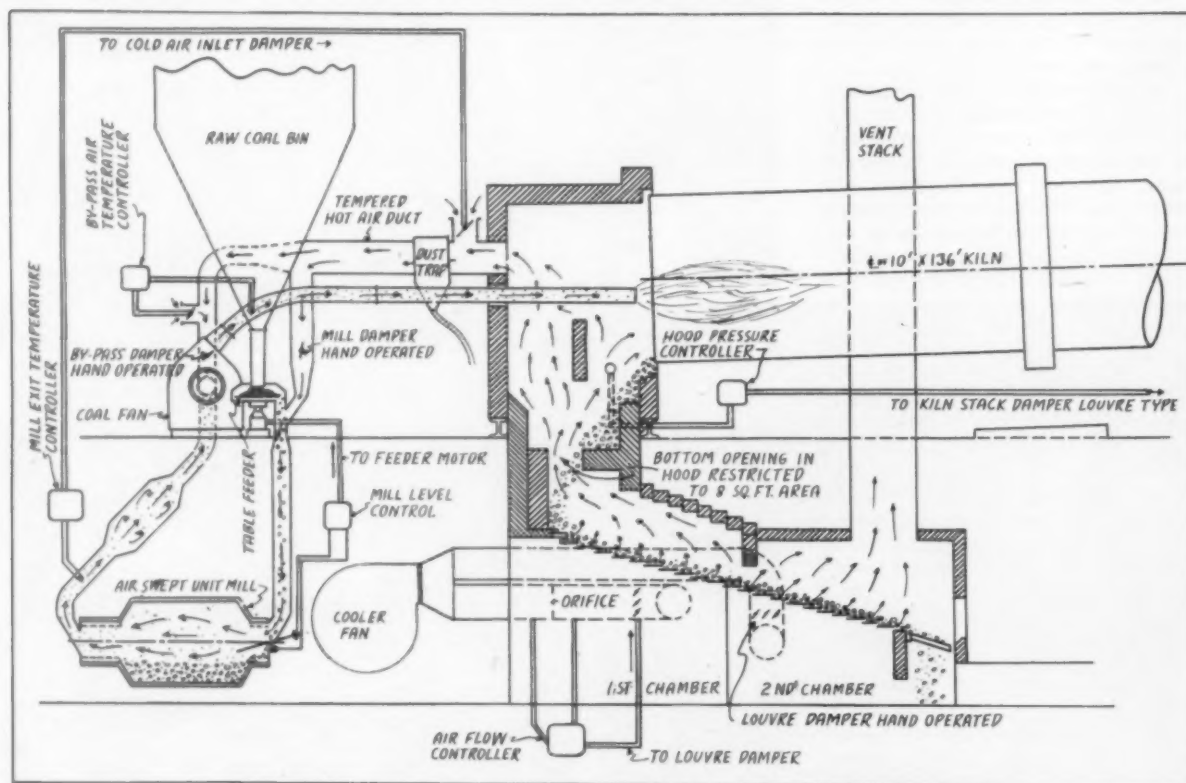 TO COLD AIR INLET DAMPER →
BY-PASS AIR
TEMPERATURE
CONTROLLER
RAW COAL BIN
VENT
STACK
TEMPERED
HOT AIR DUCT
DUST
TRAP
℄ 10' X 136' KILN
MILL EXIT TEMPERATURE
CONTROLLER
BY-PASS DAMPER
HAND OPERATED
MILL DAMPER
HAND OPERATED
HOOD PRESSURE
CONTROLLER
COAL FAN
TO KILN STACK DAMPER LOUVRE TYPE
TABLE FEEDER
TO FEEDER MOTOR
BOTTOM OPENING IN
HOOD RESTRICTED
TO 8 SQ.FT. AREA
MILL LEVEL
CONTROL
AIR SWEPT UNIT MILL
COOLER
FAN
ORIFICE
1ST CHAMBER
2ND CHAMBER
LOUVRE DAMPER HAND OPERATED
AIR FLOW
CONTROLLER
TO LOUVRE DAMPER